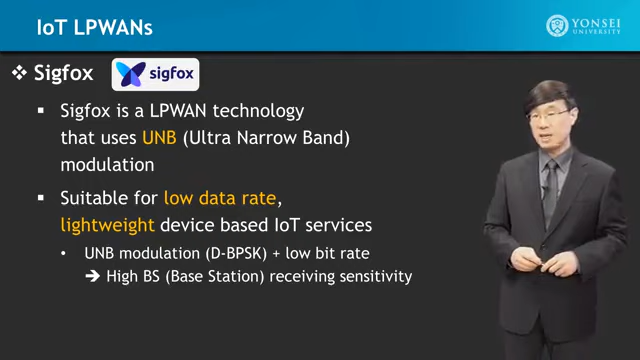 IoT LPWANs
YONSEI
UNIVERSITY
❖ Sigfox
sigfox
▪ Sigfox is a LPWAN technology
that uses UNB (Ultra Narrow Band)
modulation
▪ Suitable for low data rate,
lightweight device based IoT services
• UNB modulation (D-BPSK) + low bit rate
➔ High BS (Base Station) receiving sensitivity